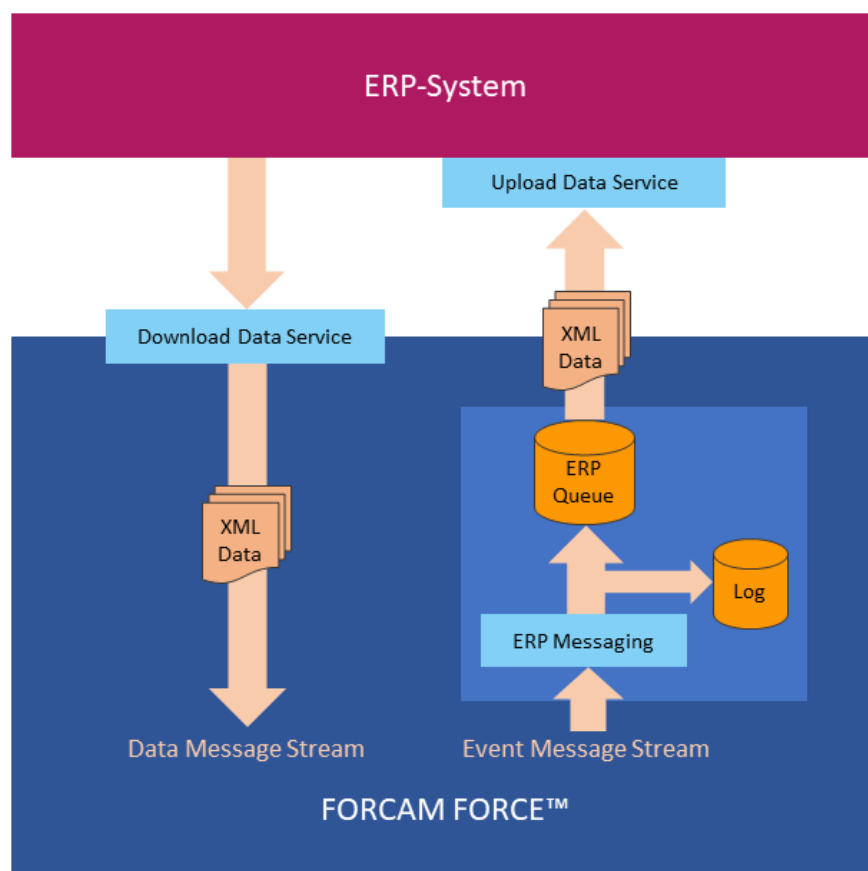 ERP-System
Upload Data Service
Download Data Service
XML
Data
ERP
Queue
XML
Data
Log
ERP Messaging
Data Message Stream
Event Message Stream
FORCAM FORCE™